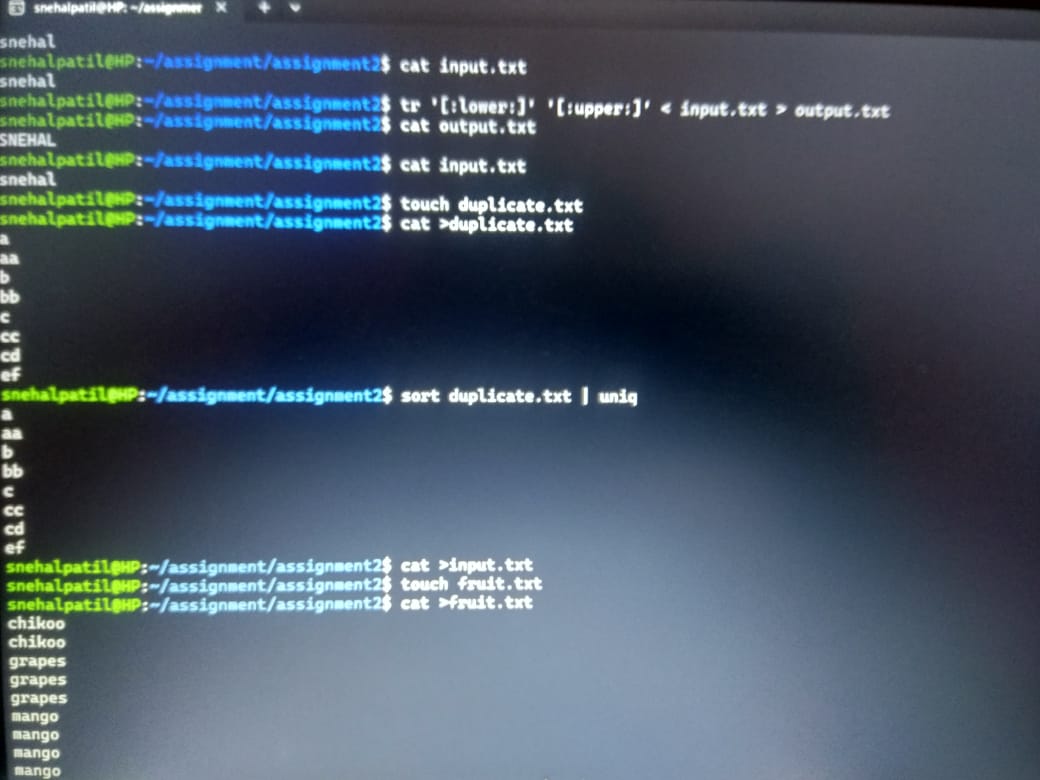 snehalpatil@HP: ~/assignmer
snehal
snehalpatil@HP:~/assignment/assignment2$ cat input.txt
snehal
snehalpatil@HP:~/assignment/assignment2$ tr '[:lower:]' '[:upper:]' < input.txt > output.txt
snehalpatil@HP:~/assignment/assignment2$ cat output.txt
SNEHAL
snehalpatil@HP:~/assignment/assignment2$ cat input.txt
snehal
snehalpatil@HP:~/assignment/assignment2$ touch duplicate.txt
snehalpatil@HP:~/assignment/assignment2$ cat >duplicate.txt
a
aa
b
bb
c
cc
cd
ef
snehalpatil@HP:~/assignment/assignment2$ sort duplicate.txt | uniq
a
aa
b
bb
c
cc
cd
ef
snehalpatil@HP:~/assignment/assignment2$ cat >input.txt
snehalpatil@HP:~/assignment/assignment2$ touch fruit.txt
snehalpatil@HP:~/assignment/assignment2$ cat >fruit.txt
chikoo
chikoo
grapes
grapes
grapes
mango
mango
mango
mango